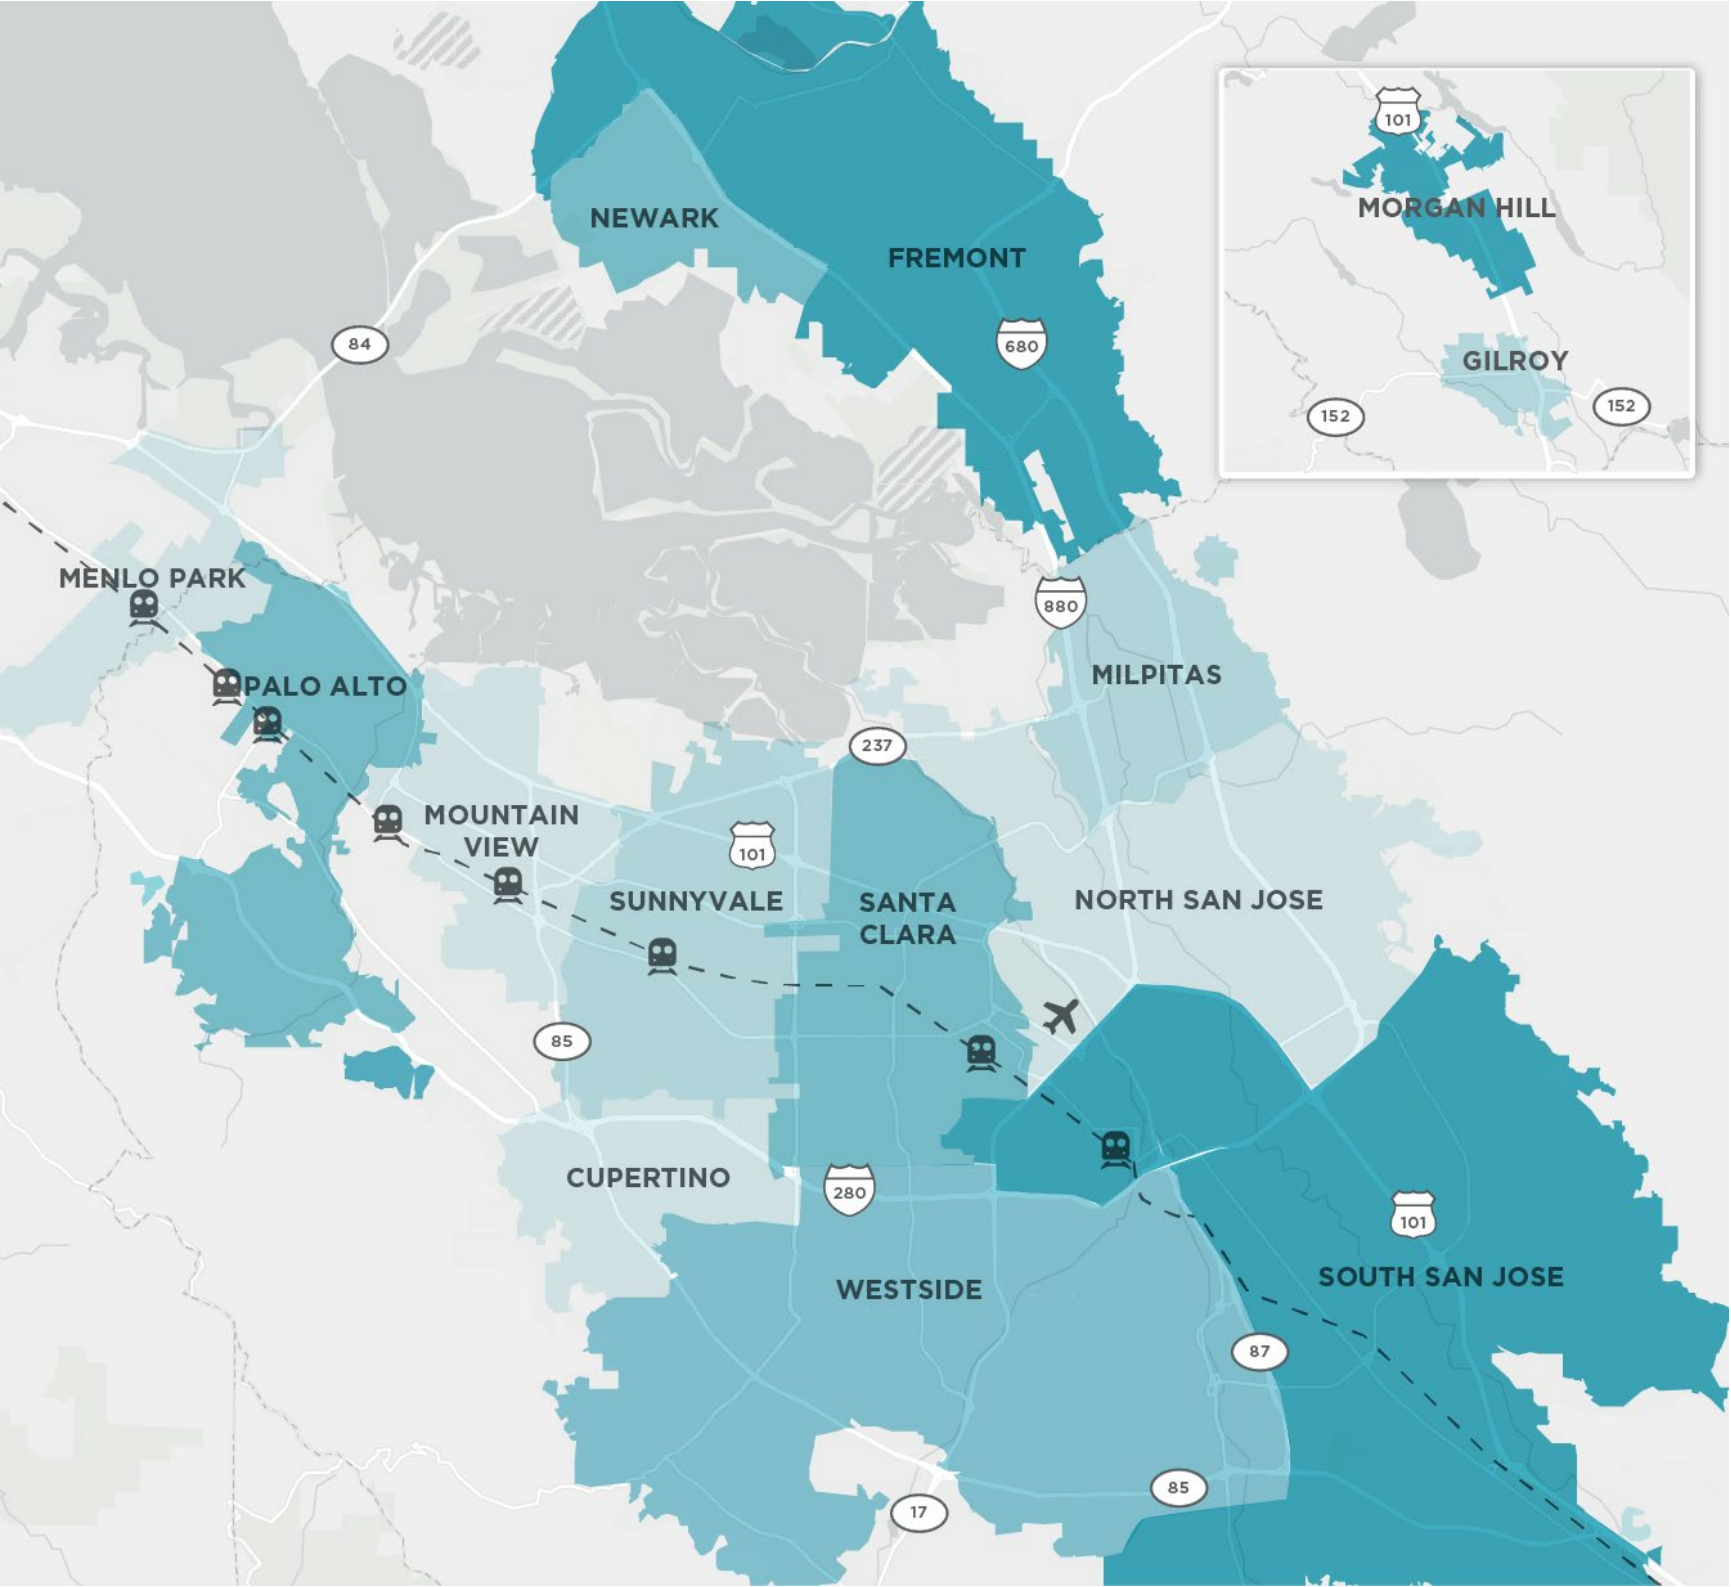 101
MORGAN HILL
NEWARK
FREMONT
680
84
GILROY
152
152
MENLO PARK
880
PALO ALTO
MILPITAS
237
MOUNTAIN
VIEW
101
SUNNYVALE
SANTA
CLARA
NORTH SAN JOSE
85
CUPERTINO
280
101
WESTSIDE
SOUTH SAN JOSE
87
85
17